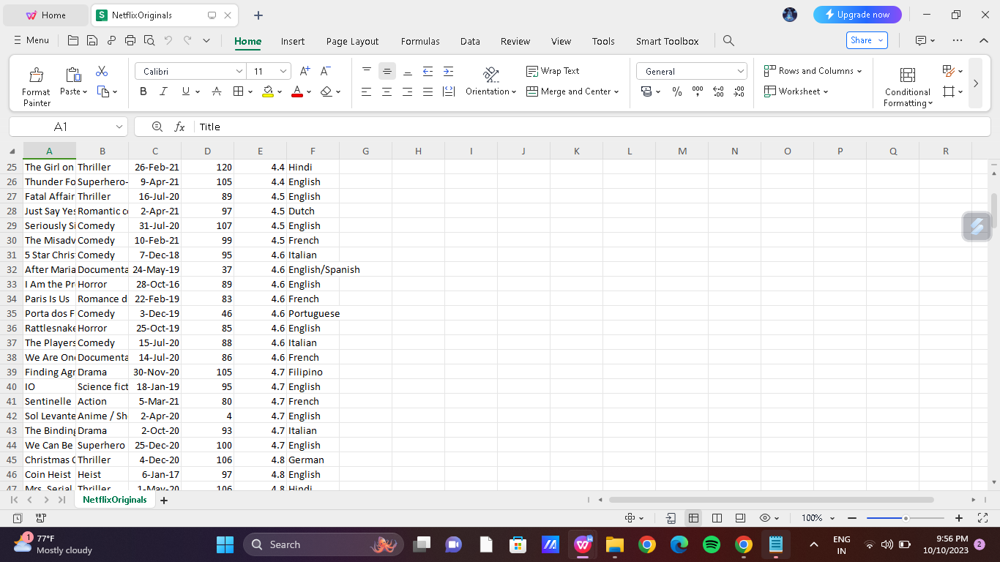 Home NetflixOriginals Upgrade now
Menu Home Insert Page Layout Formulas Data Review View Tools Smart Toolbox Share
Calibri 11 Wrap Text General Rows and Columns
Format Painter Paste Orientation Merge and Center Worksheet Conditional Formatting
A1 fx Title
A B C D E F G H I J K L M N O P Q R
25 The Girl on Thriller 26-Feb-21 120 4.4 Hindi
26 Thunder Fo Superhero- 9-Apr-21 105 4.4 English
27 Fatal Affair Thriller 16-Jul-20 89 4.5 English
28 Just Say Yes Romantic co 2-Apr-21 97 4.5 Dutch
29 Seriously Si Comedy 31-Jul-20 107 4.5 English
30 The Misadv Comedy 10-Feb-21 99 4.5 French
31 5 Star Chris Comedy 7-Dec-18 95 4.6 Italian
32 After Maria Documenta 24-May-19 37 4.6 English/Spanish
33 I Am the Pr Horror 28-Oct-16 89 4.6 English
34 Paris Is Us Romance d 22-Feb-19 83 4.6 French
35 Porta dos F Comedy 3-Dec-19 46 4.6 Portuguese
36 Rattlesnake Horror 25-Oct-19 85 4.6 English
37 The Players Comedy 15-Jul-20 88 4.6 Italian
38 We Are One Documenta 14-Jul-20 86 4.6 French
39 Finding Agn Drama 30-Nov-20 105 4.7 Filipino
40 IO Science fict 18-Jan-19 95 4.7 English
41 Sentinelle Action 5-Mar-21 80 4.7 French
42 Sol Levante Anime / Sh 2-Apr-20 4 4.7 English
43 The Binding Drama 2-Oct-20 93 4.7 Italian
44 We Can Be Superhero 25-Dec-20 100 4.7 English
45 Christmas C Thriller 4-Dec-20 106 4.8 German
46 Coin Heist Heist 6-Jan-17 97 4.8 English
47 Mrs. Serial Thriller 1-May-20 106 4.8 Hindi
NetflixOriginals
100%
1 77°F Mostly cloudy
Search
ENG IN
9:56 PM 10/10/2023 2